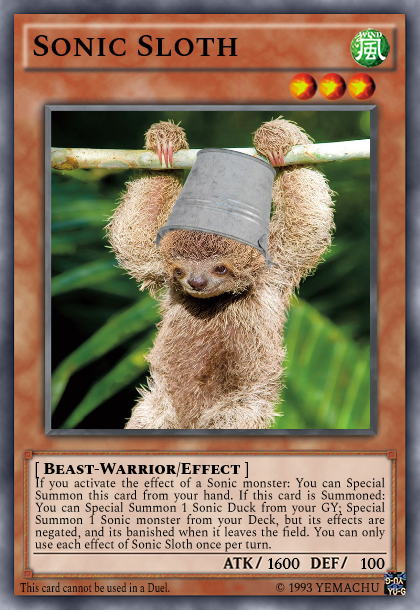 Sonic Sloth
WIND
風
[ Beast-Warrior/Effect ]
If you activate the effect of a Sonic monster: You can Special
Summon this card from your hand. If this card is Summoned:
You can Special Summon 1 Sonic Duck from your GY; Special
Summon 1 Sonic monster from your Deck, but its effects are
negated, and its banished when it leaves the field. You can only
use each effect of Sonic Sloth once per turn.
ATK/ 1600 DEF/ 100
This card cannot be used in a Duel.
© 1993 YEMACHU